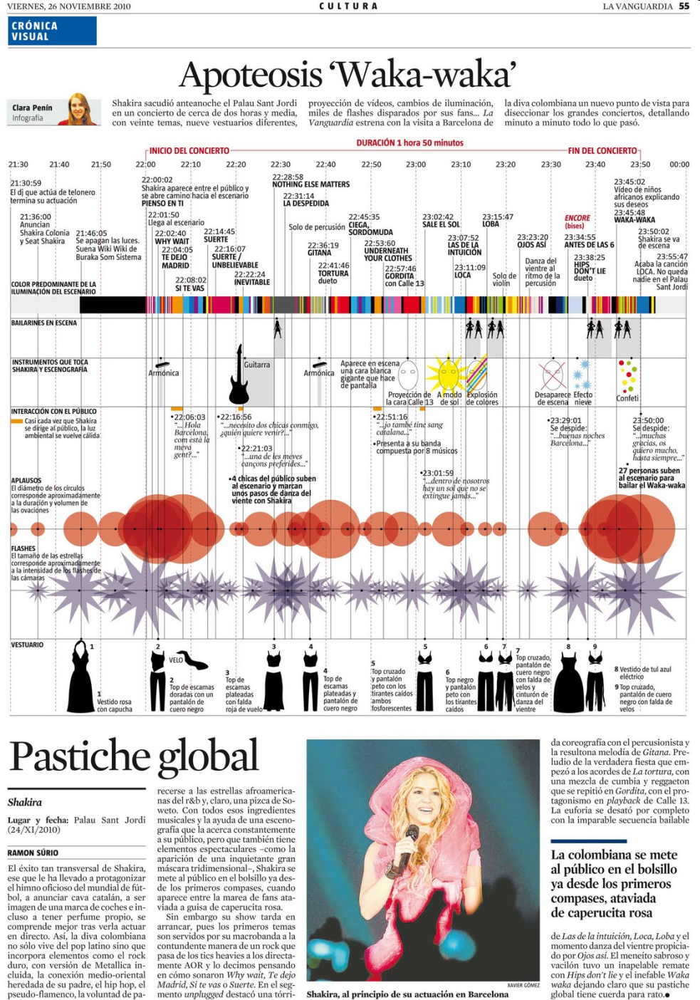 VIERNES, 26 NOVIEMBRE 2010
CULTURA
LA VANGUARDIA 55
CRÓNICA
VISUAL
Apoteosis ‘Waka-waka’
Clara Penín
Infografía
Shakira sacudió anteanoche el Palau Sant Jordi
en un concierto de cerca de dos horas y media,
con veinte temas, nueve vestuarios diferentes,
proyección de vídeos, cambios de iluminación,
miles de flashes disparados por sus fans... La
Vanguardia estrena con la visita a Barcelona de
la diva colombiana un nuevo punto de vista para
diseccionar los grandes conciertos, detallando
minuto a minuto todo lo que pasó.
DURACIÓN 1 hora 50 minutos
INICIO DEL CONCIERTO
FIN DEL CONCIERTO
21:30 21:40 21:50 22:00 22:10 22:20 22:30 22:40 22:50 23:00 23:10 23:20 23:30 23:40 23:50 00:00
21:30:59
El dj que actúa de telonero
termina su actuación
21:36:00
Anuncian
Shakira Colonia
y Seat Shakira
21:46:05
Se apagan las luces.
Suena Wiki Wiki de
Buraka Som Sistema
22:00:02
Shakira aparece entre el público y
se abre camino hacia el escenario
PIENSO EN TI
22:01:50
Llega al escenario
22:02:40
WHY WAIT
22:04:05
TE DEJO
MADRID
22:08:02
SI TE VAS
22:14:45
SUERTE
22:16:07
SUERTE /
UNBELIEVABLE
22:22:24
INEVITABLE
22:28:58
NOTHING ELSE MATTERS
22:31:14
LA DESPEDIDA
Solo de percusión
22:36:19
GITANA
22:41:46
TORTURA
dueto
22:45:35
CIEGA,
SORDOMUDA
22:53:60
UNDERNEATH
YOUR CLOTHES
22:57:46
GORDITA
con Calle 13
23:02:42
SALE EL SOL
23:07:52
LAS DE LA
INTUICIÓN
23:11:09
LOCA
23:15:47
LOBA
Solo de
violín
23:23:20
OJOS ASÍ
Danza del
vientre al
ritmo de la
percusión
ENCORE
(bises)
23:34:55
ANTES DE LAS 6
23:38:25
HIPS
DON'T LIE
dueto
23:45:02
Vídeo de niños
africanos explicando
sus deseos
23:45:48
WAKA-WAKA
23:50:02
Shakira se va
de escena
23:55:47
Acaba la canción
LOCA. No queda
nadie en el Palau
Sant Jordi
COLOR PREDOMINANTE DE LA
ILUMINACIÓN DEL ESCENARIO
BAILARINES EN ESCENA
INSTRUMENTOS QUE TOCA
SHAKIRA Y ESCENOGRAFÍA
Armónica
Guitarra
Armónica
Aparece en escena
una cara blanca
gigante que hace
de pantalla
Proyección de
la cara Calle 13
A modo
de sol
Explosión
de colores
Desaparece
de escena
Efecto
nieve
Confeti
INTERACCIÓN CON EL PÚBLICO
Casi cada vez que Shakira
se dirige al público, la luz
ambiental se vuelve cálida
•22:06:03
"... Hola
Barcelona,
com està la
meva
gent?..."
•22:16:56
"...necesito dos chicas conmigo,
¿quién quiere venir?..."
•22:21:03
"...una de les meves
cançons preferides..."
•4 chicas del público suben
al escenario y marcan
unos pasos de danza del
vientre con Shakira
•22:51:16
"...jo també tinc sang
catalana..."
•Presenta a su banda
compuesta por 8 músicos
•23:01:59
"...dentro de nosotros
hay un sol que no se
extingue jamás..."
•23:29:01
Se despide:
"...buenas noches
Barcelona..."
23:50:00
Se despide:
"...muchas
gracias, os
quiero mucho,
hasta siempre..."
27 personas suben
al escenario para
bailar el Waka-waka
APLAUSOS
El diámetro de los círculos
corresponde aproximadamente
a la duración y volumen de
las ovaciones
FLASHES
El tamaño de las estrellas
corresponde aproximadamente
a la intensidad de los flashes de
las cámaras
VESTUARIO
1
1
Vestido rosa
con capucha
2
VELO
2
Top de escamas
doradas con un
pantalón de
cuero negro
3
3
Top de
escamas
plateadas
con falda
roja de vuelo
4
4
Top de
escamas
plateadas y
pantalón de
cuero negro
5
5
Top cruzado
y pantalón
peto con los
tirantes caídos
ambos
fosforescentes
6
6
Top negro
y pantalón
peto con
los tirantes
caídos
7
7
Top cruzado,
pantalón de
cuero negro
con falda de
velos y
cinturón de
danza del
vientre
8
9
8 Vestido de tul azul
eléctrico
9 Top cruzado,
pantalón de cuero
negro con falda de
velos
Pastiche global
Shakira
Lugar y fecha: Palau Sant Jordi
(24/XI/2010)
RAMON SÚRIO
El éxito tan transversal de Shakira,
ese que le ha llevado a protagonizar
el himno oficioso del mundial de fút-
bol, a anunciar cava catalán, a ser
imagen de una marca de coches e in-
cluso a tener perfume propio, se
comprende mejor tras verla actuar
en directo. Así, la diva colombiana
no sólo vive del pop latino sino que
incorpora elementos como el rock
duro, con versión de Metallica in-
cluida, la conexión medio-oriental
heredada de su padre, el hip hop, el
pseudo-flamenco, la voluntad de pa-
recerse a las estrellas afroamerica-
nas del r&b y, claro, una pizca de So-
weto. Con todos esos ingredientes
musicales y la ayuda de una esceno-
grafía que la acerca constantemente
a su público, pero que también tiene
elementos espectaculares –como la
aparición de una inquietante gran
máscara tridimensional–, Shakira se
mete al público en el bolsillo ya des-
de los primeros compases, cuando
aparece entre la marea de fans ata-
viada a guisa de caperucita rosa.
Sin embargo su show tarda en
arrancar, pues los primeros temas
son servidos por su macrobanda a la
contundente manera de un rock que
pasa de los tics heavies a los directa-
mente AOR y lo decimos pensando
en cómo sonaron Why wait, Te dejo
Madrid, Si te vas o Suerte. En el seg-
mento unplugged destacó una tórri-
XAVIER GÓMEZ
Shakira, al principio de su actuación en Barcelona
da coreografía con el percusionista y
la resultona melodía de Gitana. Pre-
ludio de la verdadera fiesta que em-
pezó a los acordes de La tortura, con
una mezcla de cumbia y reggaeton
que se repitió en Gordita, con el pro-
tagonismo en playback de Calle 13.
La euforia se desató por completo
con la imparable secuencia bailable
La colombiana se mete
al público en el bolsillo
ya desde los primeros
compases, ataviada
de caperucita rosa
de Las de la intuición, Loca, Loba y el
momento danza del vientre propicia-
do por Ojos así. El meneíto sabroso y
vacilón tuvo un inapelable remate
con Hips don't lie y el inefable Waka
waka dejando claro que su pastiche
global tiene cuerda para rato.●